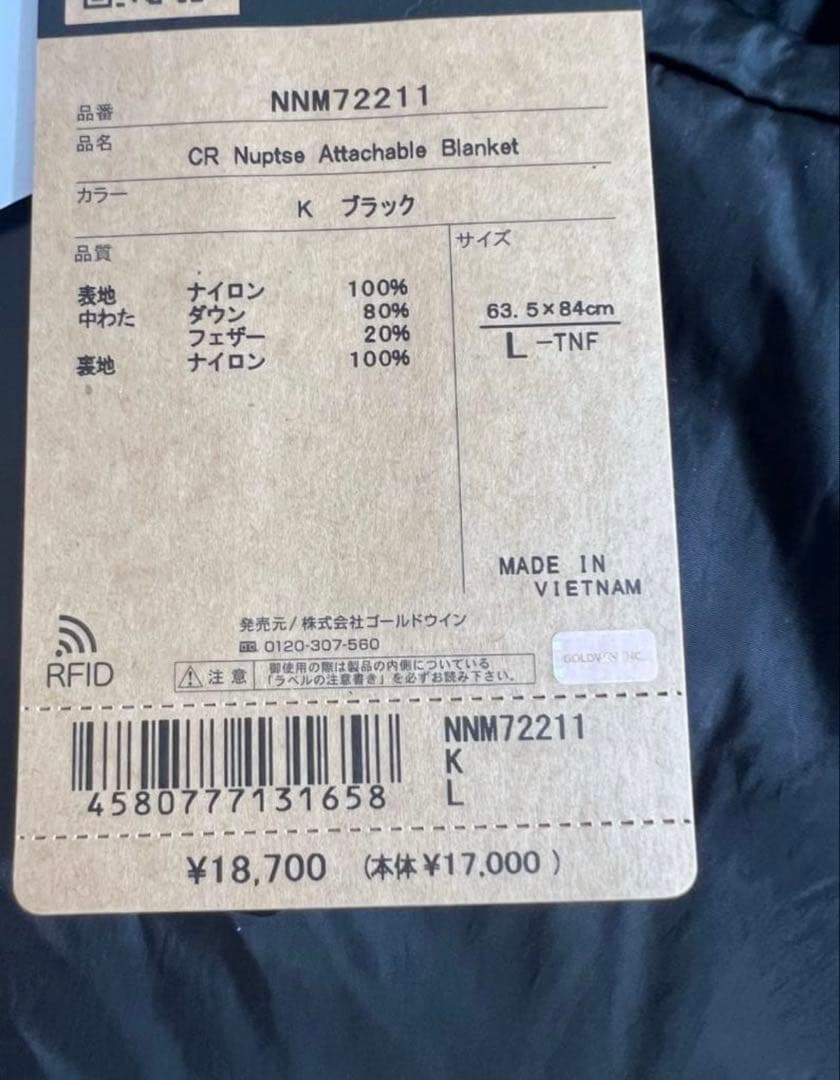 品番 NNM72211
品名 CR Nuptse Attachable Blanket
カラー K ブラック
品質
表地 ナイロン 100%
中わた ダウン 80%
フェザー 20%
裏地 ナイロン 100%
サイズ
63.5×84cm
L -TNF
MADE IN
VIETNAM
RFID
発売元/株式会社ゴールドウイン
0120-307-560
注意 御使用の際は製品の内側についている
「ラベルの注意書き」を必ずお読み下さい。
GOLDWIN INC.
4580777131658
NNM72211
K
L
¥18,700 (本体¥17,000)